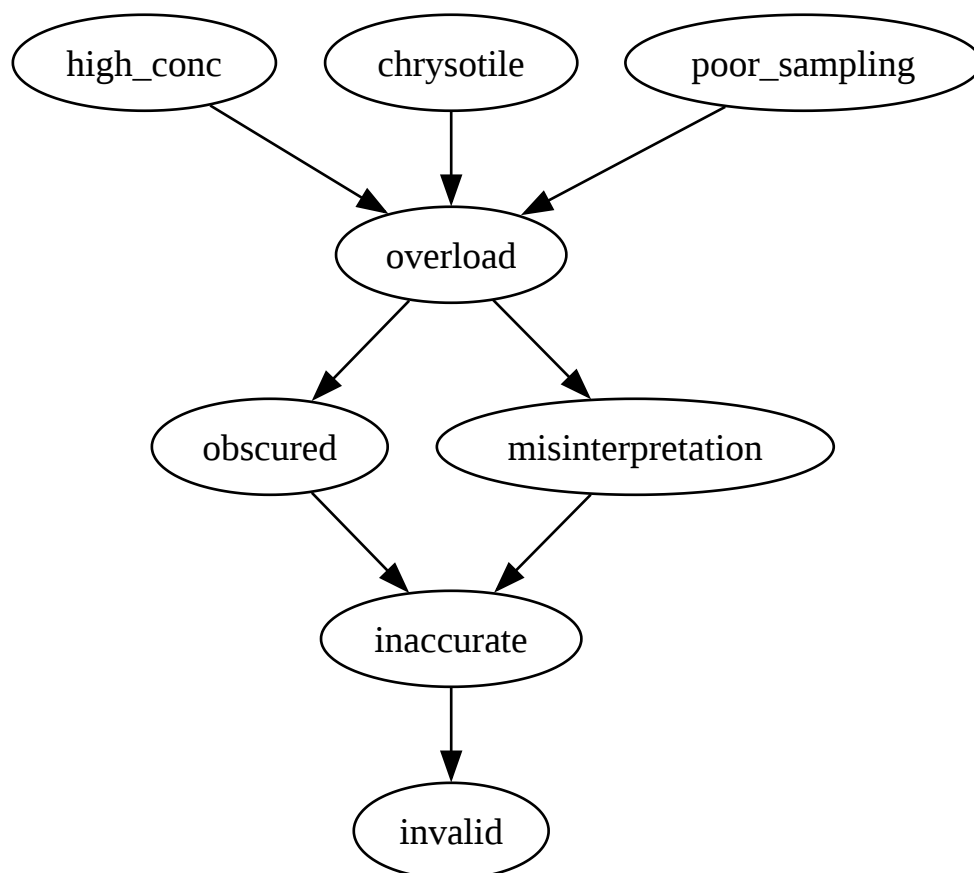 high_conc
chrysotile
poor_sampling
overload
obscured
misinterpretation
inaccurate
invalid